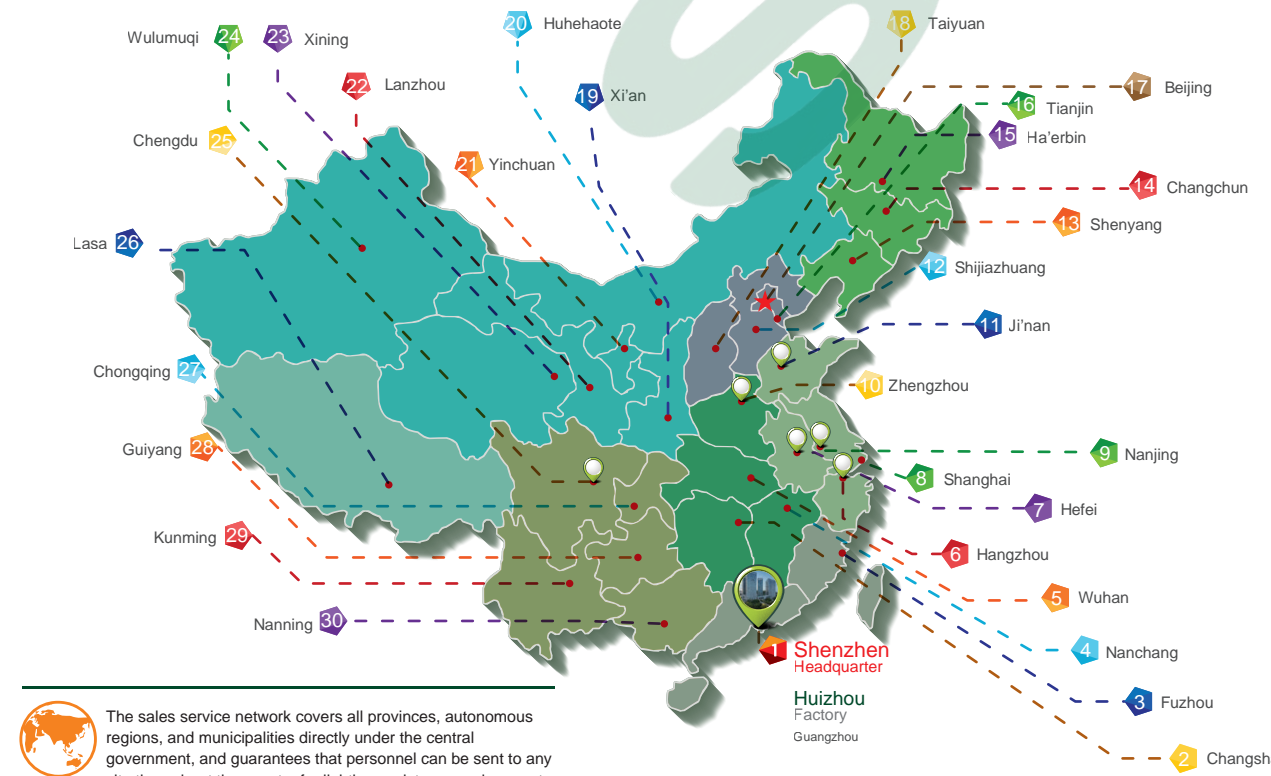 20 Huhehaote
18 Taiyuan
Wulumuqi 24
23 Xining
22 Lanzhou
19 Xi'an
17 Beijing
16 Tianjin
15 Ha'erbin
Chengdu 25
21 Yinchuan
14 Changchun
13 Shenyang
Lasa 26
12 Shijiazhuang
11 Ji'nan
Chongqing 27
10 Zhengzhou
Guiyang 28
9 Nanjing
8 Shanghai
7 Hefei
Kunming 29
6 Hangzhou
5 Wuhan
Nanning 30
1 Shenzhen
Headquarter
4 Nanchang
Huizhou
Factory
3 Fuzhou
Guangzhou
2 Changsh
The sales service network covers all provinces, autonomous
regions, and municipalities directly under the central
government, and guarantees that personnel can be sent to any